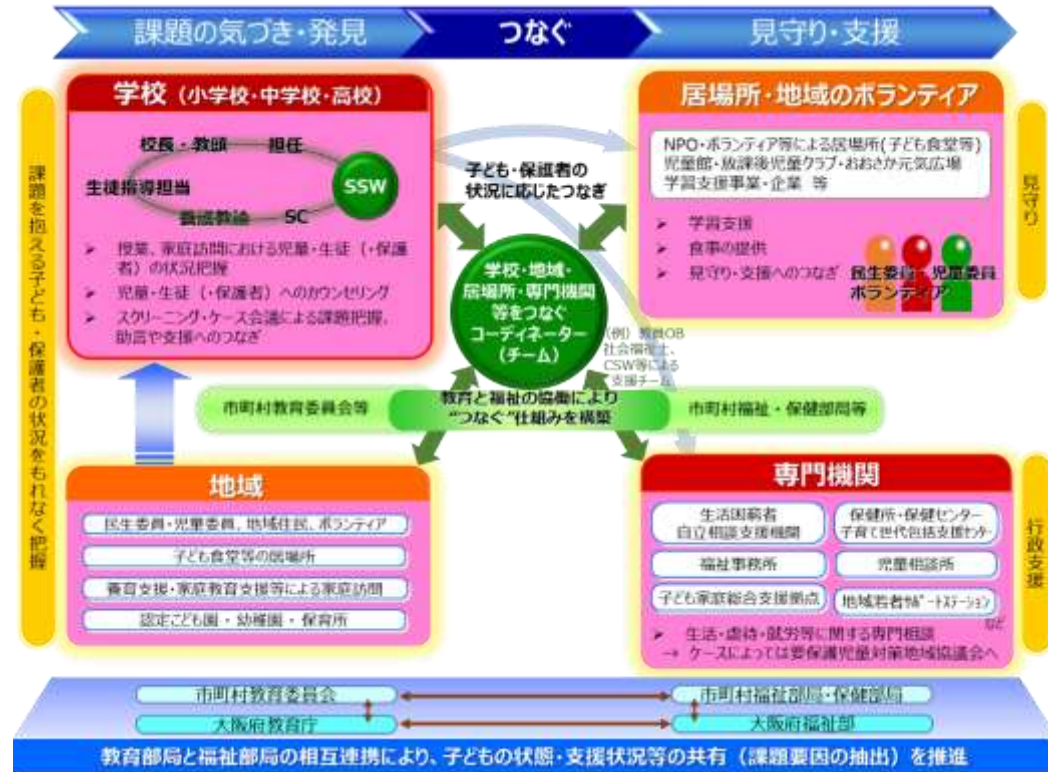 課題の気づき・発見
つなぐ
見守り・支援
課題を抱える子ども・保護者の状況をもれなく把握
学校（小学校・中学校・高校）
校長・教頭
担任
生徒指導担当
SSW
養護教諭
SC
➢ 授業、家庭訪問における児童・生徒（・保護
者）の状況把握
➢ 児童・生徒（・保護者）へのカウンセリング
➢ スクリーニング・ケース会議による課題把握、
助言や支援へのつなぎ
子ども・保護者の
状況に応じたつなぎ
学校・地域・
居場所・専門機関
等をつなぐ
コーディネーター
（チーム）
（例）教員OB
社会福祉士、
CSW等による
支援チーム
居場所・地域のボランティア
NPO・ボランティア等による居場所(子ども食堂等)
児童館・放課後児童クラブ・おおさか元気広場
学習支援事業・企業 等
➢ 学習支援
➢ 食事の提供
➢ 見守り・支援へのつなぎ
民生委員・児童委員
ボランティア
見守り
市町村教育委員会等
教育と福祉の協働により
“つなぐ”仕組みを構築
市町村福祉・保健部局等
地域
民生委員・児童委員、地域住民、ボランティア
子ども食堂等の居場所
養育支援・家庭教育支援等による家庭訪問
認定こども園・幼稚園・保育所
専門機関
生活困窮者
自立相談支援機関
保健所・保健センター
子育て世代包括支援センター
福祉事務所
児童相談所
子ども家庭総合支援拠点
地域若者サポートステーション
など
➢ 生活・虐待・就労等に関する専門相談
→ ケースによっては要保護児童対策地域協議会へ
行政支援
市町村教育委員会
市町村福祉部局・保健部局
大阪府教育庁
大阪府福祉部
教育部局と福祉部局の相互連携により、子どもの状態・支援状況等の共有（課題要因の抽出）を推進